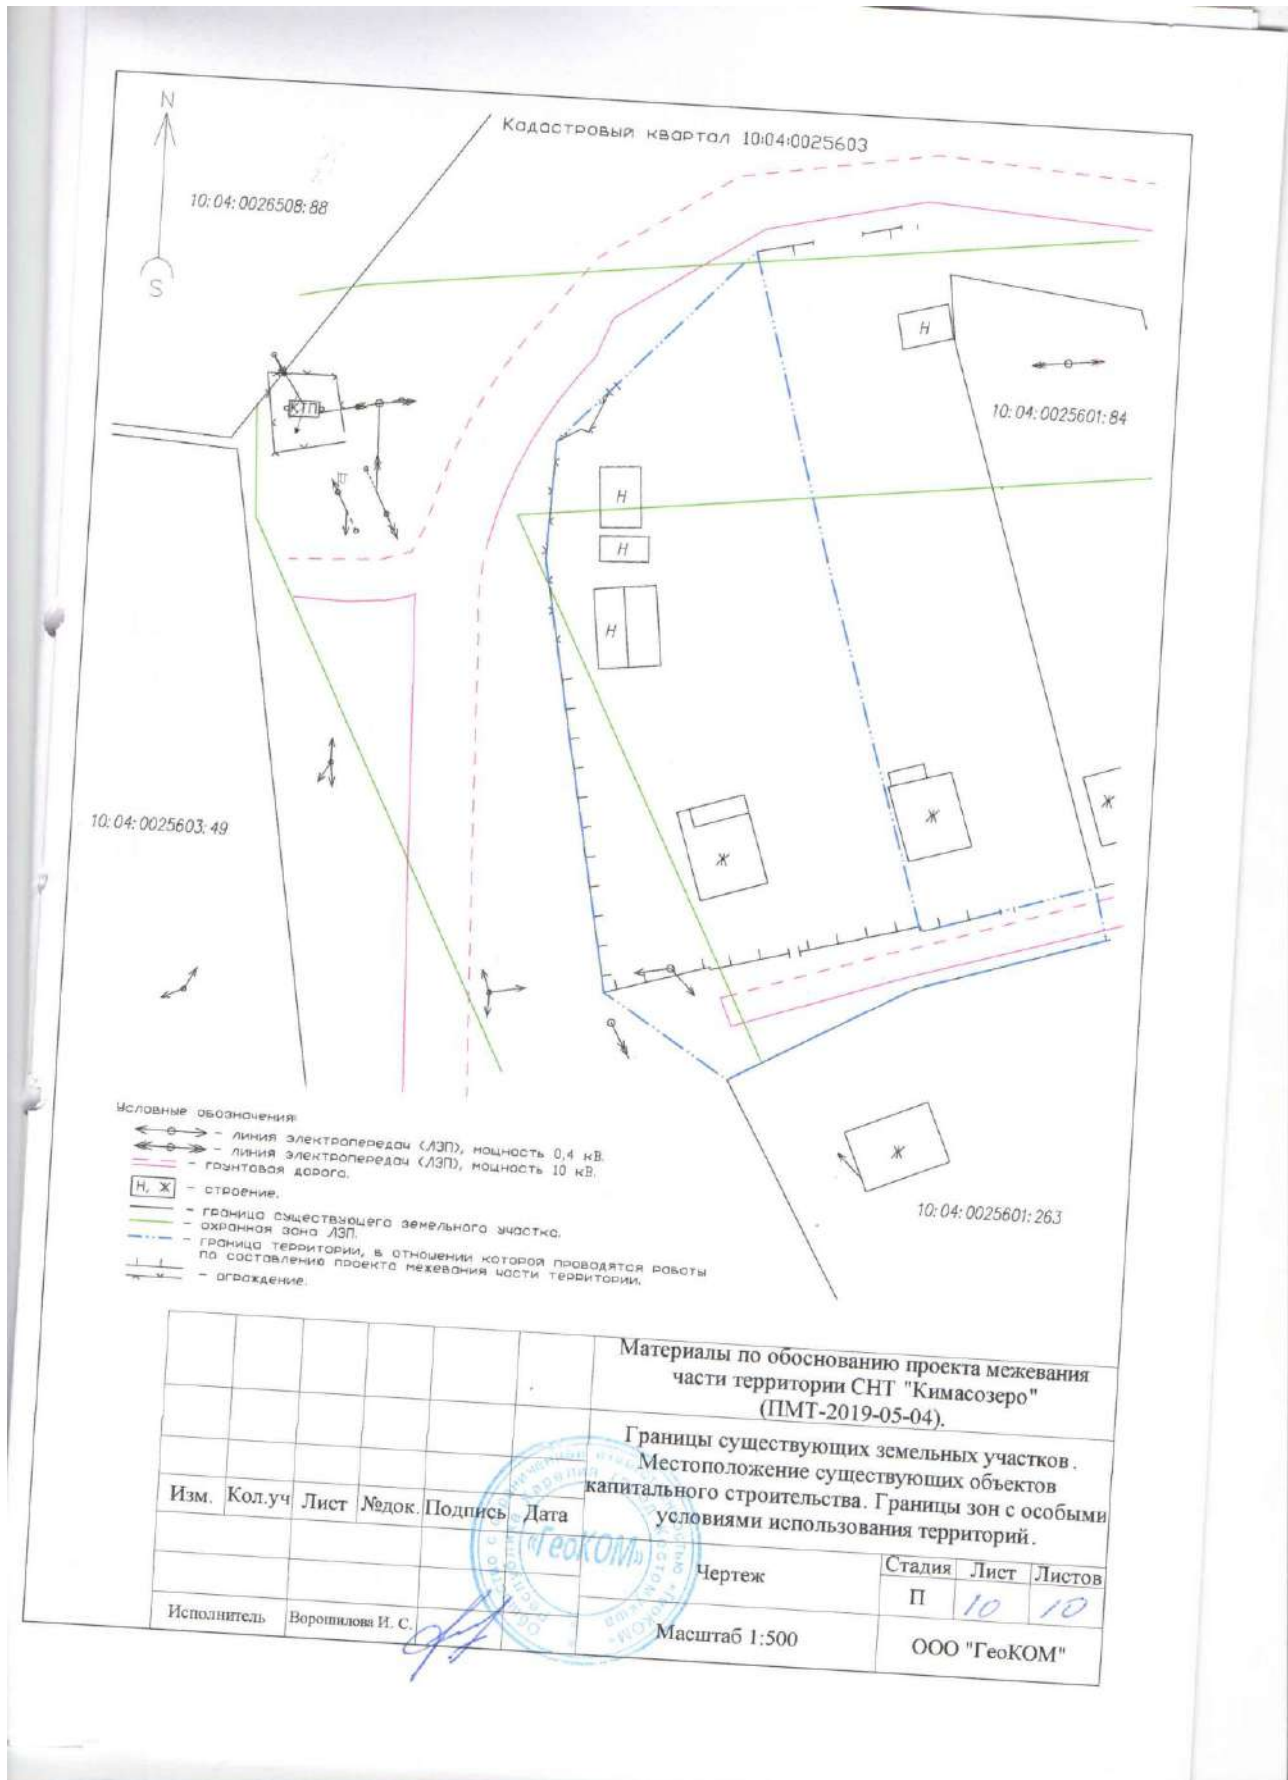 N
Кадастровый квартал 10:04:0025603
10:04:0026508:88
S
Н
КТП
10:04:0025601:84
Н
Н
Н
Ж
Ж
Ж
10:04:0025603:49
Ж
10:04:0025601:263
Условные обозначения:
– линия электропередач (ЛЭП), мощность 0,4 кВ.
– линия электропередач (ЛЭП), мощность 10 кВ.
– грунтовая дорога.
Н, Ж – строение.
– граница существующего земельного участка.
– охранная зона ЛЭП.
– граница территории, в отношении которой проводятся работы
по составлению проекта межевания части территории.
– ограждение.
Материалы по обоснованию проекта межевания
части территории СНТ "Кимасозеро"
(ПМТ-2019-05-04).
Границы существующих земельных участков.
Местоположение существующих объектов
капитального строительства. Границы зон с особыми
условиями использования территорий.
Изм. Кол.уч Лист №док. Подпись Дата
«ГеоКОМ»
Чертеж
Стадия Лист Листов
П 10 10
Исполнитель Ворошилова И. С.
Масштаб 1:500
ООО "ГеоКОМ"